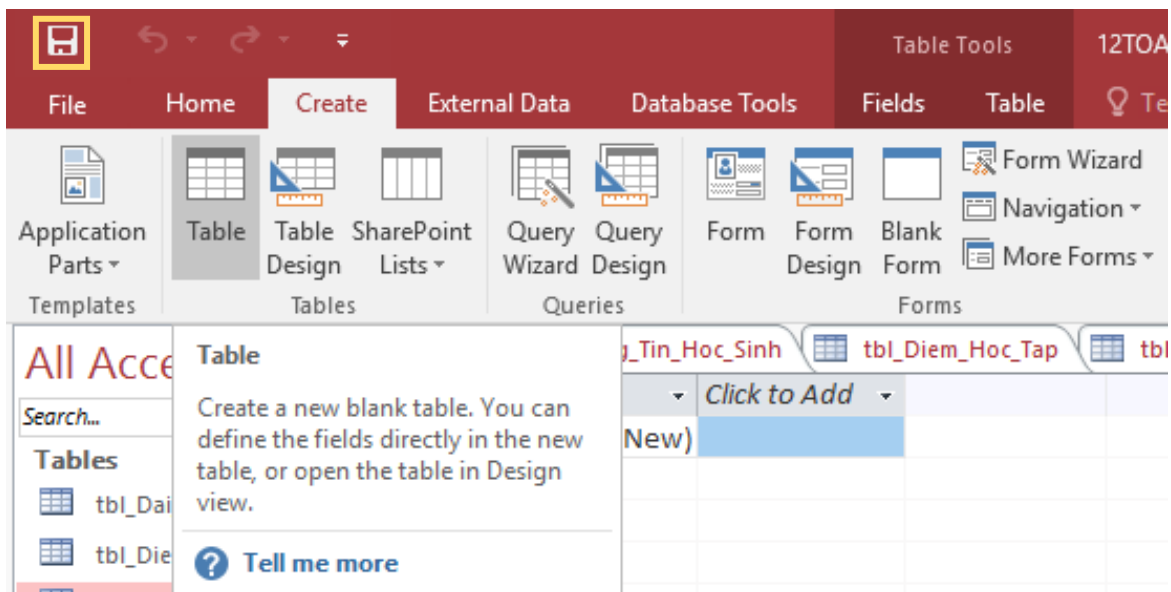 Table Tools 12TOA
File Home Create External Data Database Tools Fields Table Te
Application Parts
Table
Table Design
SharePoint Lists
Query Wizard
Query Design
Form
Form Design
Blank Form
Form Wizard
Navigation
More Forms
Templates Tables Queries Forms
All Acce
g_Tin_Hoc_Sinh tbl_Diem_Hoc_Tap tbl
Click to Add
New)
Search...
Tables
tbl_Dai
tbl_Die
Table
Create a new blank table. You can
define the fields directly in the new
table, or open the table in Design
view.
Tell me more